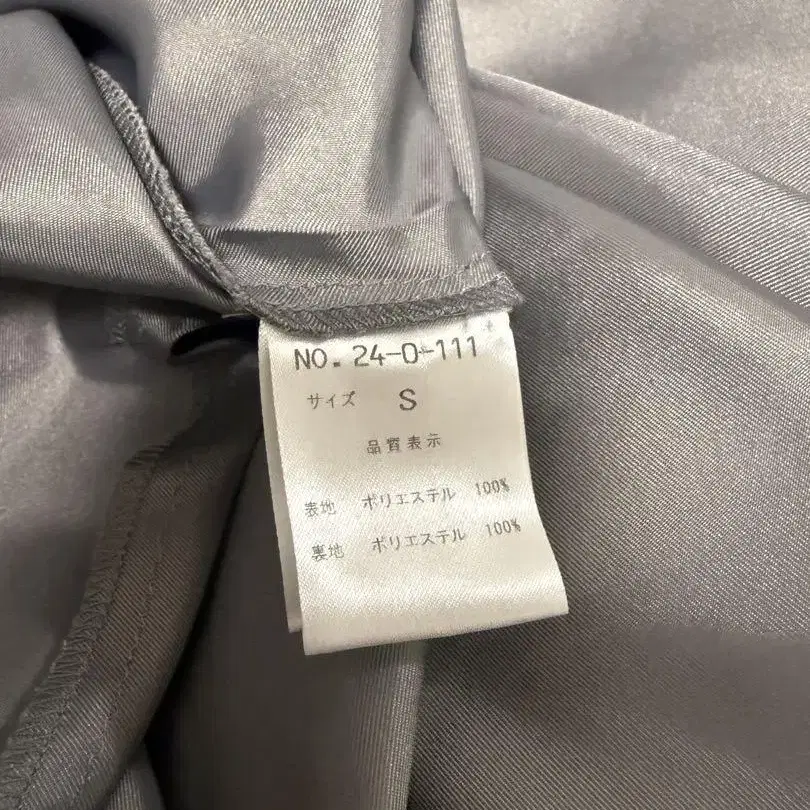 NO. 24-0-111
サイズ S
品質表示
表地 ポリエステル 100%
裏地 ポリエステル 100%